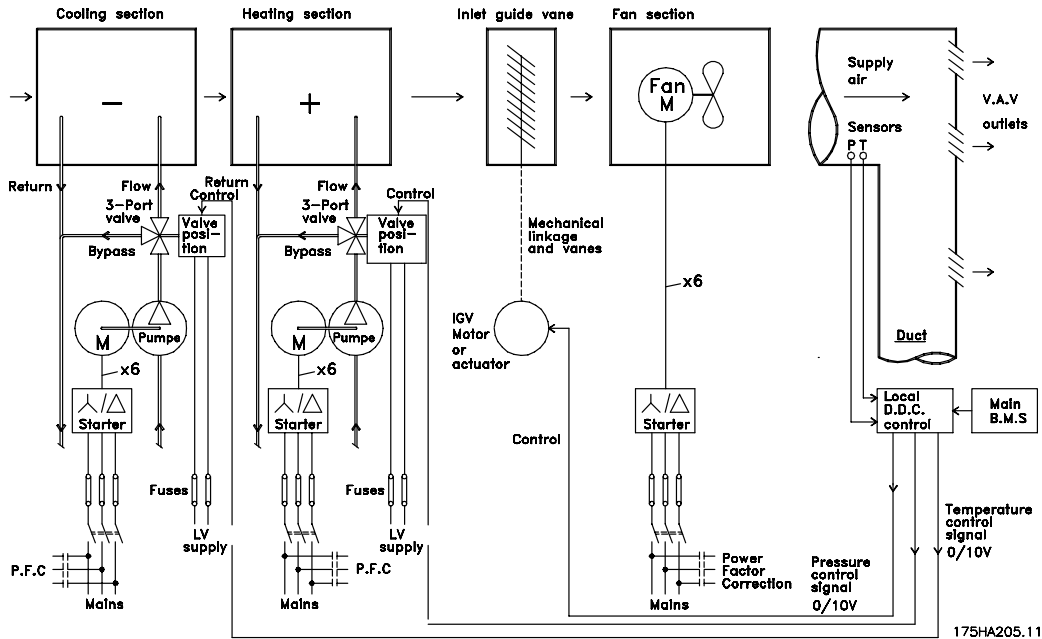 Cooling section
Heating section
Inlet guide vane
Fan section
-
+
Fan
M
Supply
air
V.A.V
outlets
Sensors
P T
Return
Flow
Return
Control
3-Port
valve
Valve
posi-
tion
Bypass
Flow
Control
3-Port
valve
Valve
posi-
tion
Bypass
Mechanical
linkage
and vanes
x6
M
Pumpe
x6
M
Pumpe
x6
IGV
Motor
or
actuator
Duct
Starter
Starter
Starter
Local
D.D.C.
control
Main
B.M.S
Control
Fuses
Fuses
LV
supply
LV
supply
Temperature
control
signal
0/10V
P.F.C
P.F.C
Power
Factor
Correction
Pressure
control
signal
0/10V
Mains
Mains
Mains
175HA205.11